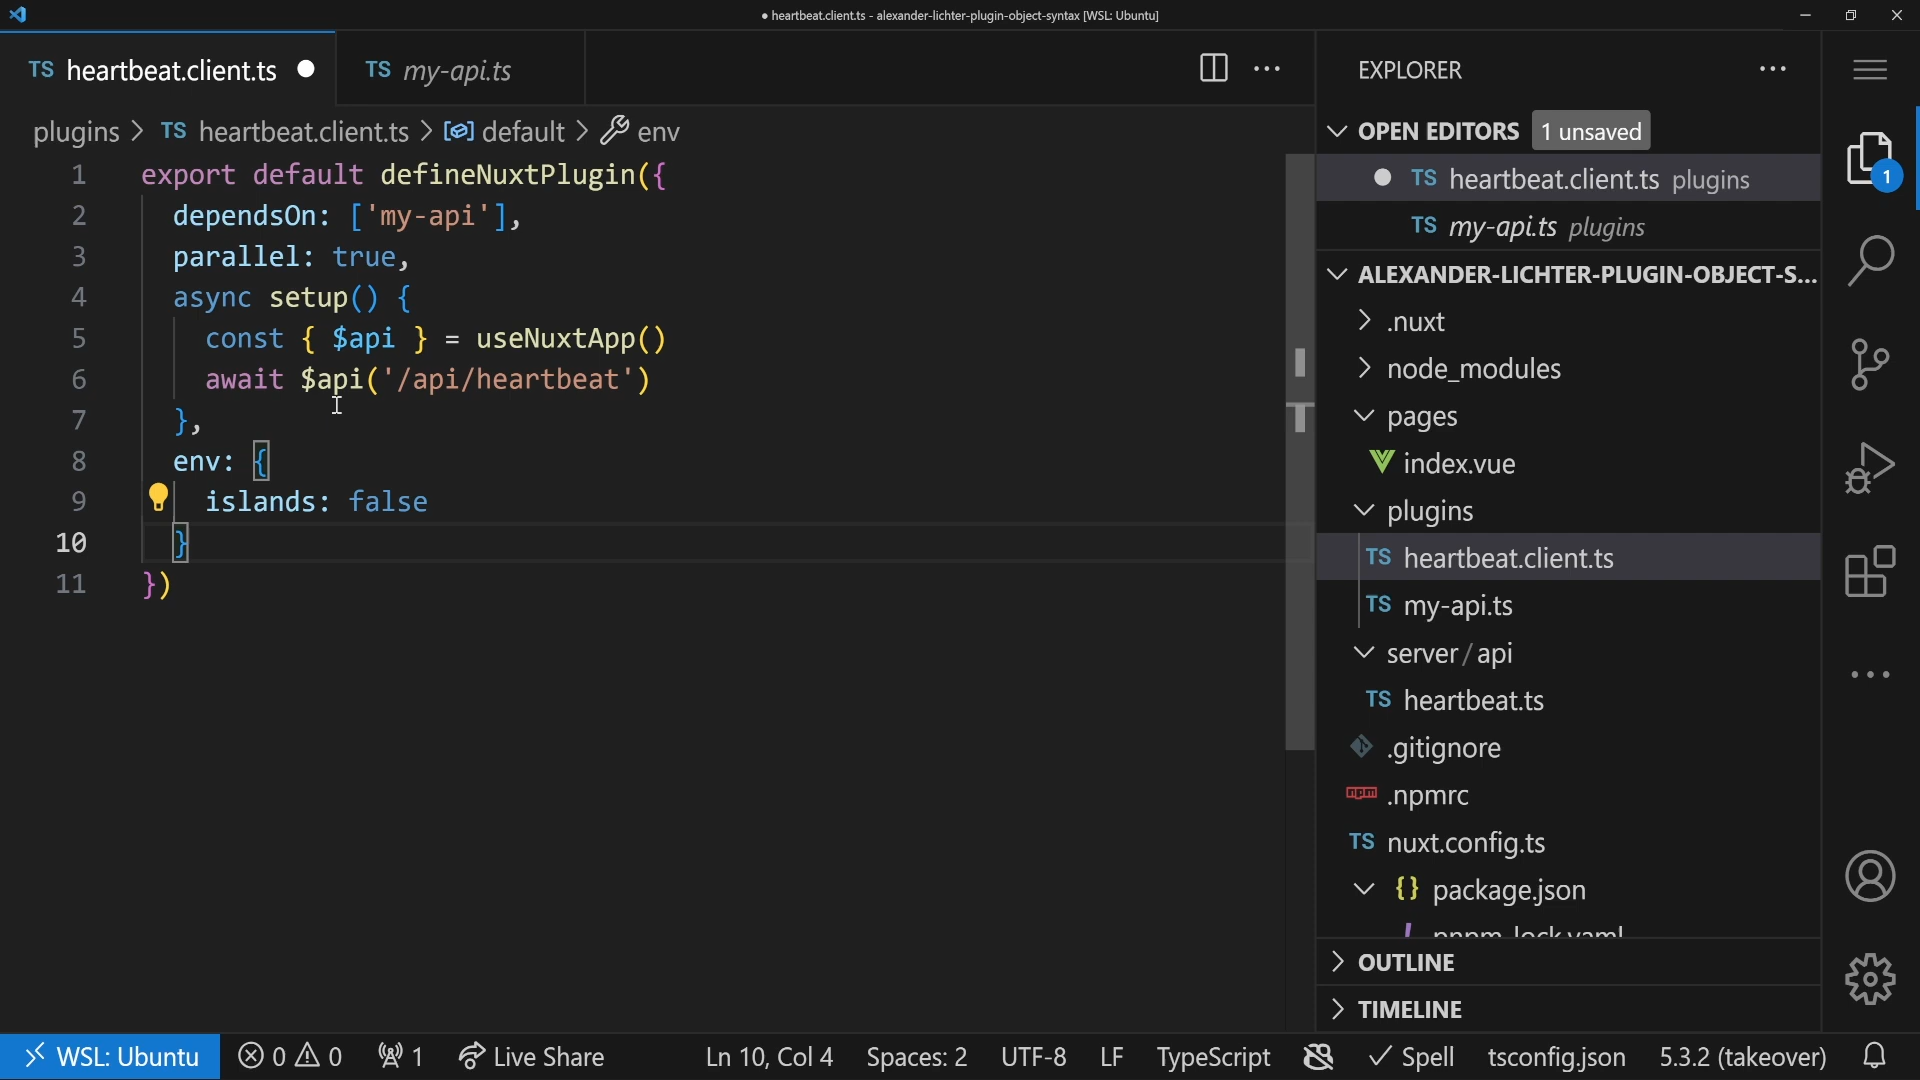 ● heartbeat.client.ts - alexander-lichter-plugin-object-syntax [WSL: Ubuntu]
TS heartbeat.client.ts ●
TS my-api.ts
plugins > TS heartbeat.client.ts > default > env
1 export default defineNuxtPlugin({
2 dependsOn: ['my-api'],
3 parallel: true,
4 async setup() {
5 const { $api } = useNuxtApp()
6 await $api('/api/heartbeat')
7 },
8 env: {
9 islands: false
10 }
11 })
EXPLORER
OPEN EDITORS 1 unsaved
● TS heartbeat.client.ts plugins
TS my-api.ts plugins
ALEXANDER-LICHTER-PLUGIN-OBJECT-S...
.nuxt
node_modules
pages
index.vue
plugins
TS heartbeat.client.ts
TS my-api.ts
server/api
TS heartbeat.ts
.gitignore
.npmrc
TS nuxt.config.ts
{} package.json
pnpm-lock.yaml
OUTLINE
TIMELINE
1
WSL: Ubuntu 0 0 1 Live Share Ln 10, Col 4 Spaces: 2 UTF-8 LF TypeScript Spell tsconfig.json 5.3.2 (takeover)